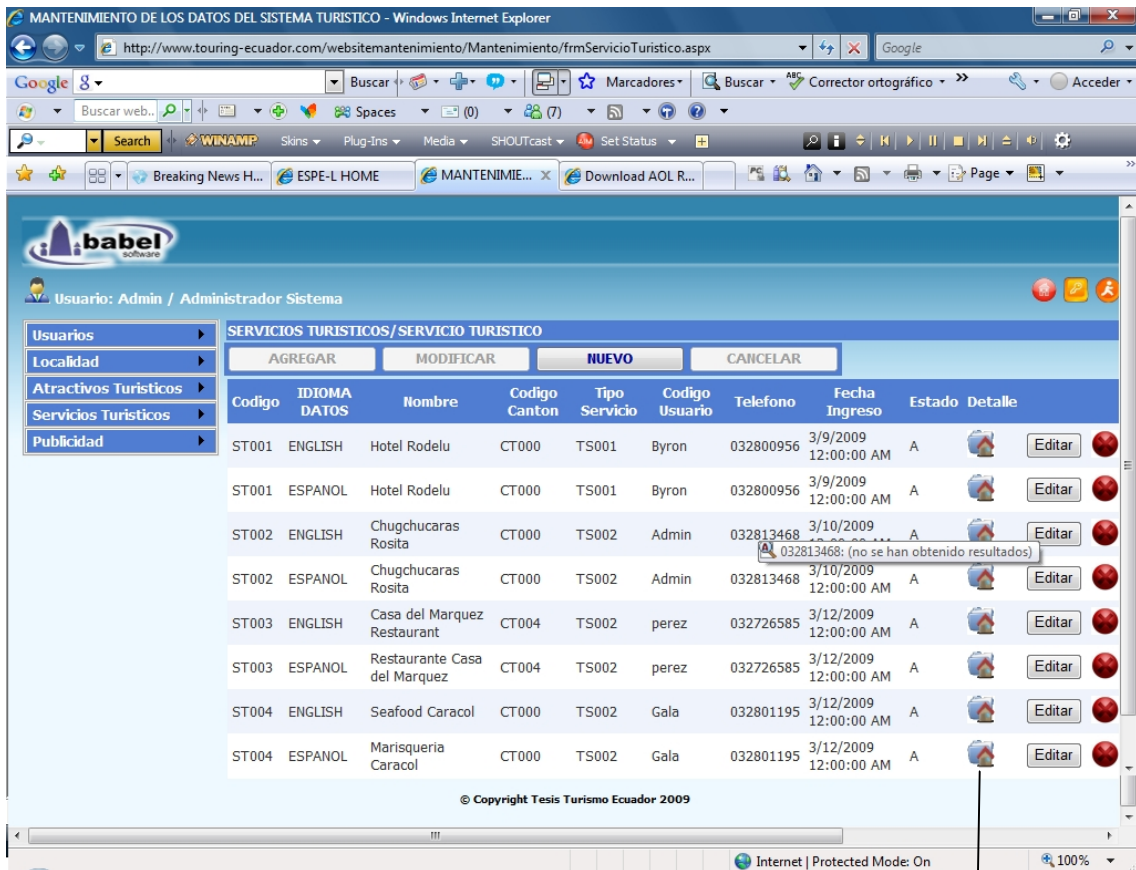 MANTENIMIENTO DE LOS DATOS DEL SISTEMA TURISTICO - Windows Internet Explorer
http://www.touring-ecuador.com/websitemantenimiento/Mantenimiento/frmServicioTuristico.aspx
Google
Google
Buscar
Marcadores
Buscar
ABC
Corrector ortográfico
»
Acceder
Buscar web..
Spaces
(0)
(7)
Search
WINAMP
Skins
Plug-Ins
Media
SHOUTcast
Set Status
Breaking News H...
ESPE-L HOME
MANTENIMIE... X
Download AOL R...
Page
»
babel
software
Usuario: Admin / Administrador Sistema
Usuarios
Localidad
Atractivos Turisticos
Servicios Turisticos
Publicidad
SERVICIOS TURISTICOS/SERVICIO TURISTICO
AGREGAR MODIFICAR NUEVO CANCELAR
Codigo IDIOMA DATOS Nombre Codigo Canton Tipo Servicio Codigo Usuario Telefono Fecha Ingreso Estado Detalle
ST001 ENGLISH Hotel Rodelu CT000 TS001 Byron 032800956 3/9/2009 12:00:00 AM A Editar
ST001 ESPANOL Hotel Rodelu CT000 TS001 Byron 032800956 3/9/2009 12:00:00 AM A Editar
ST002 ENGLISH Chugchucaras Rosita CT000 TS002 Admin 032813468 3/10/2009 A Editar
032813468: (no se han obtenido resultados)
ST002 ESPANOL Chugchucaras Rosita CT000 TS002 Admin 032813468 3/10/2009 12:00:00 AM A Editar
ST003 ENGLISH Casa del Marquez Restaurant CT004 TS002 perez 032726585 3/12/2009 12:00:00 AM A Editar
ST003 ESPANOL Restaurante Casa del Marquez CT004 TS002 perez 032726585 3/12/2009 12:00:00 AM A Editar
ST004 ENGLISH Seafood Caracol CT000 TS002 Gala 032801195 3/12/2009 12:00:00 AM A Editar
ST004 ESPANOL Marisqueria Caracol CT000 TS002 Gala 032801195 3/12/2009 12:00:00 AM A Editar
© Copyright Tesis Turismo Ecuador 2009
Internet | Protected Mode: On
100%